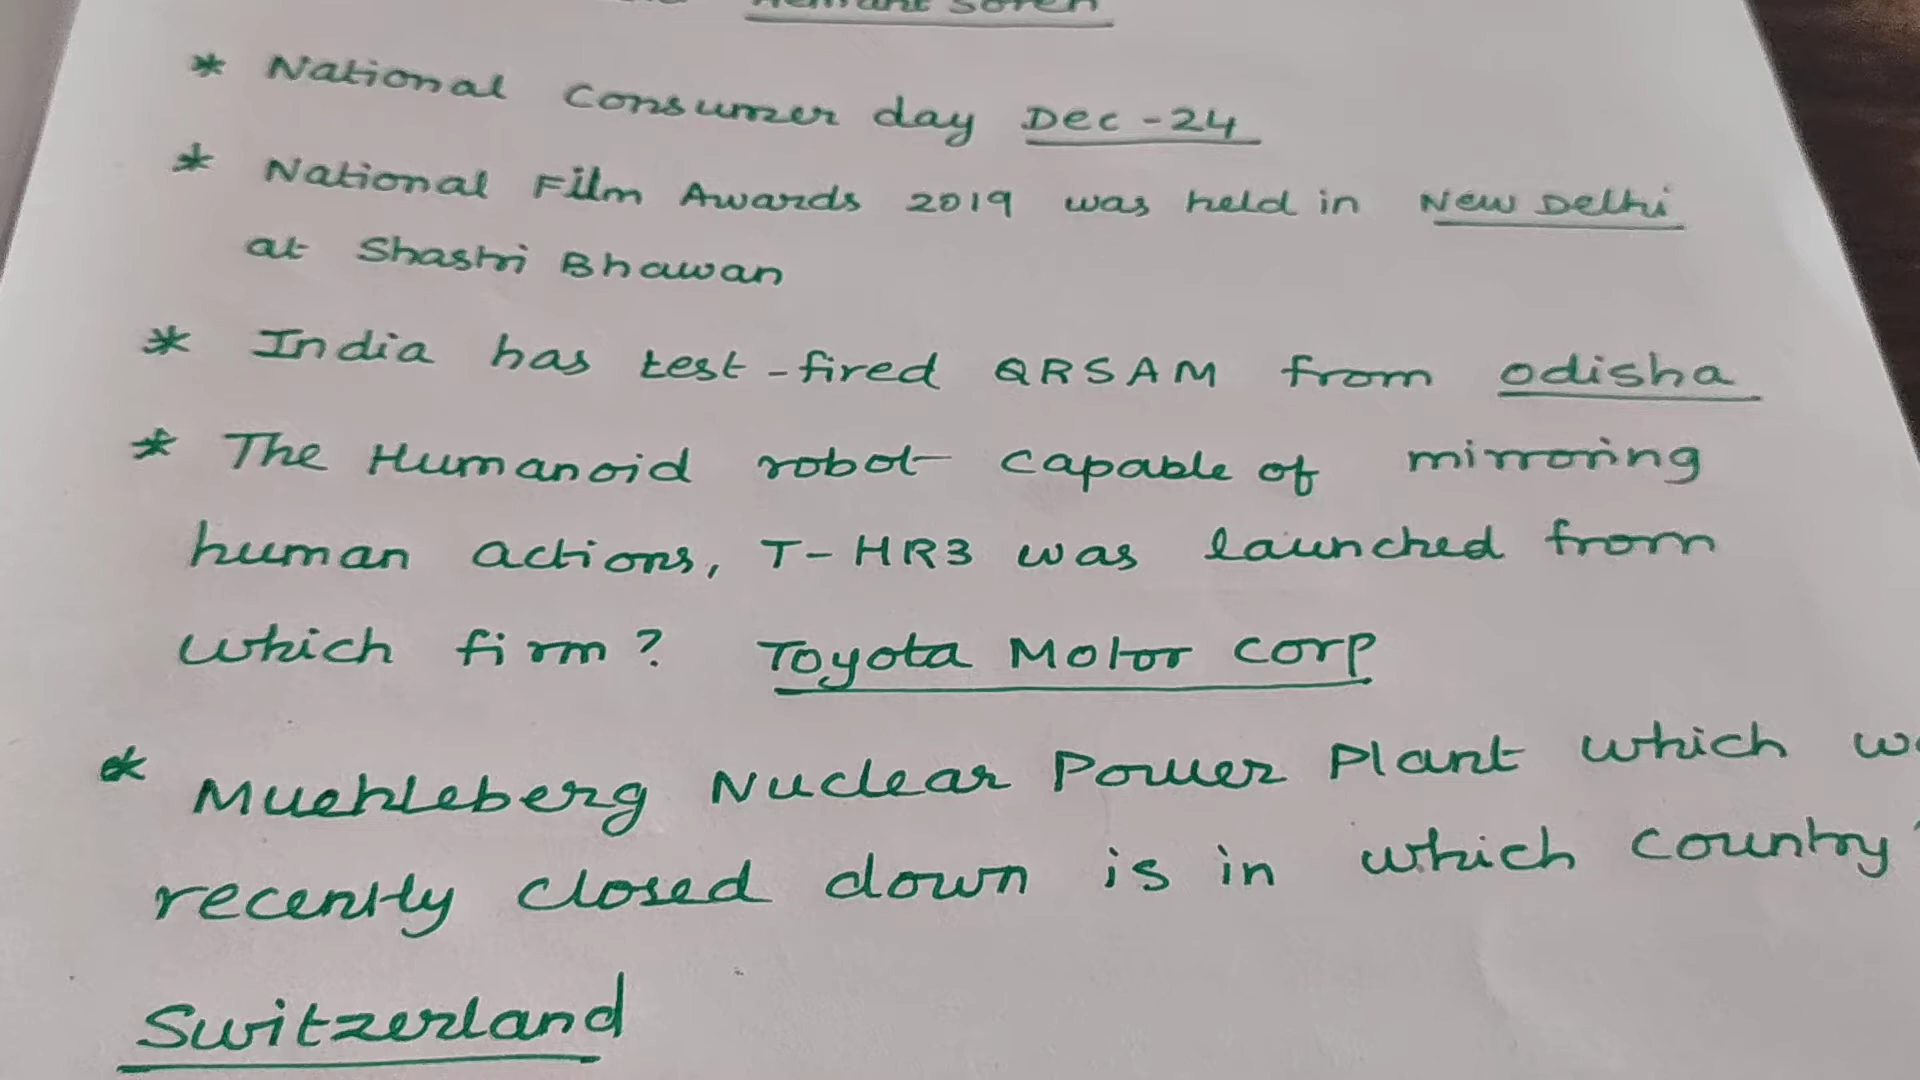 Hemant Soren
* National Consumer day Dec-24
* National Film Awards 2019 was held in New Delhi
at Shastri Bhawan
* India has test-fired QRSAM from odisha
* The Humanoid robot capable of mirroring
human actions, T-HR3 was launched from
which firm? Toyota Motor Corp
* Muehleberg Nuclear Power Plant which
recently closed down is in which country?
Switzerland